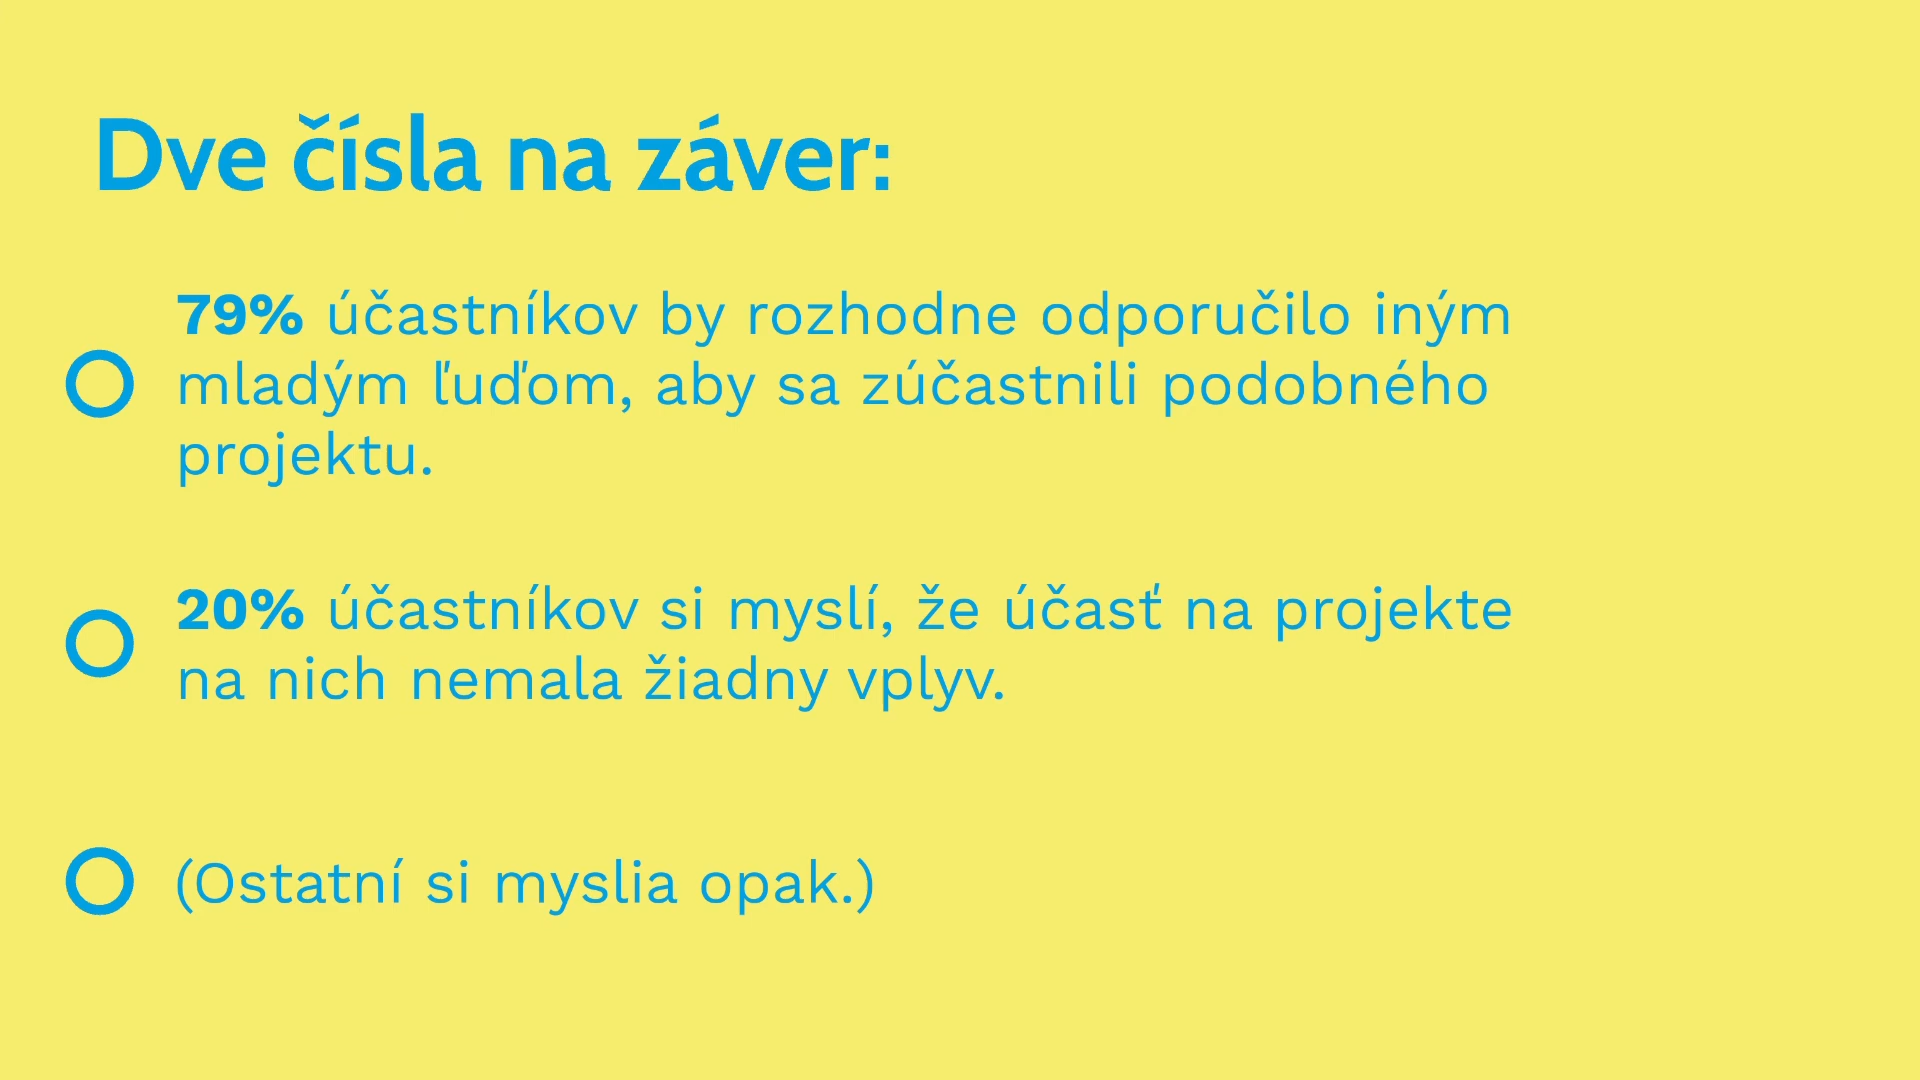 Dve čísla na záver:
79% účastníkov by rozhodne odporučilo iným
mladým ľuďom, aby sa zúčastnili podobného
projektu.
20% účastníkov si myslí, že účasť na projekte
na nich nemala žiadny vplyv.
(Ostatní si myslia opak.)